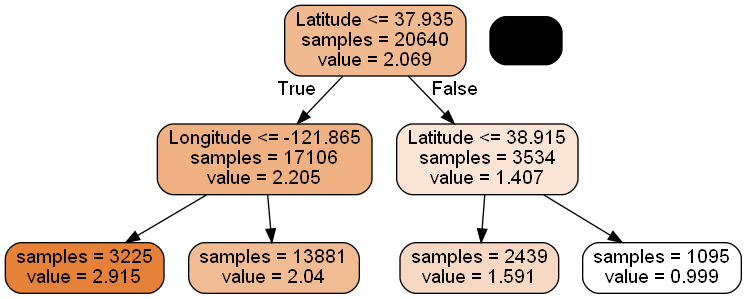 Latitude <= 37.935
samples = 20640
value = 2.069
True
False
Longitude <= -121.865
samples = 17106
value = 2.205
Latitude <= 38.915
samples = 3534
value = 1.407
samples = 3225
value = 2.915
samples = 13881
value = 2.04
samples = 2439
value = 1.591
samples = 1095
value = 0.999